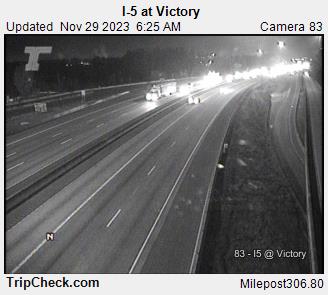 I-5 at Victory
Updated Nov 29 2023 6:25 AM Camera 83
T
N
83 - I5 @ Victory
TripCheck.com Milepost306.80